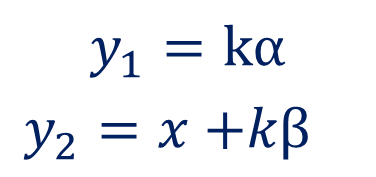 y₁ = kα
y₂ = x +kβ